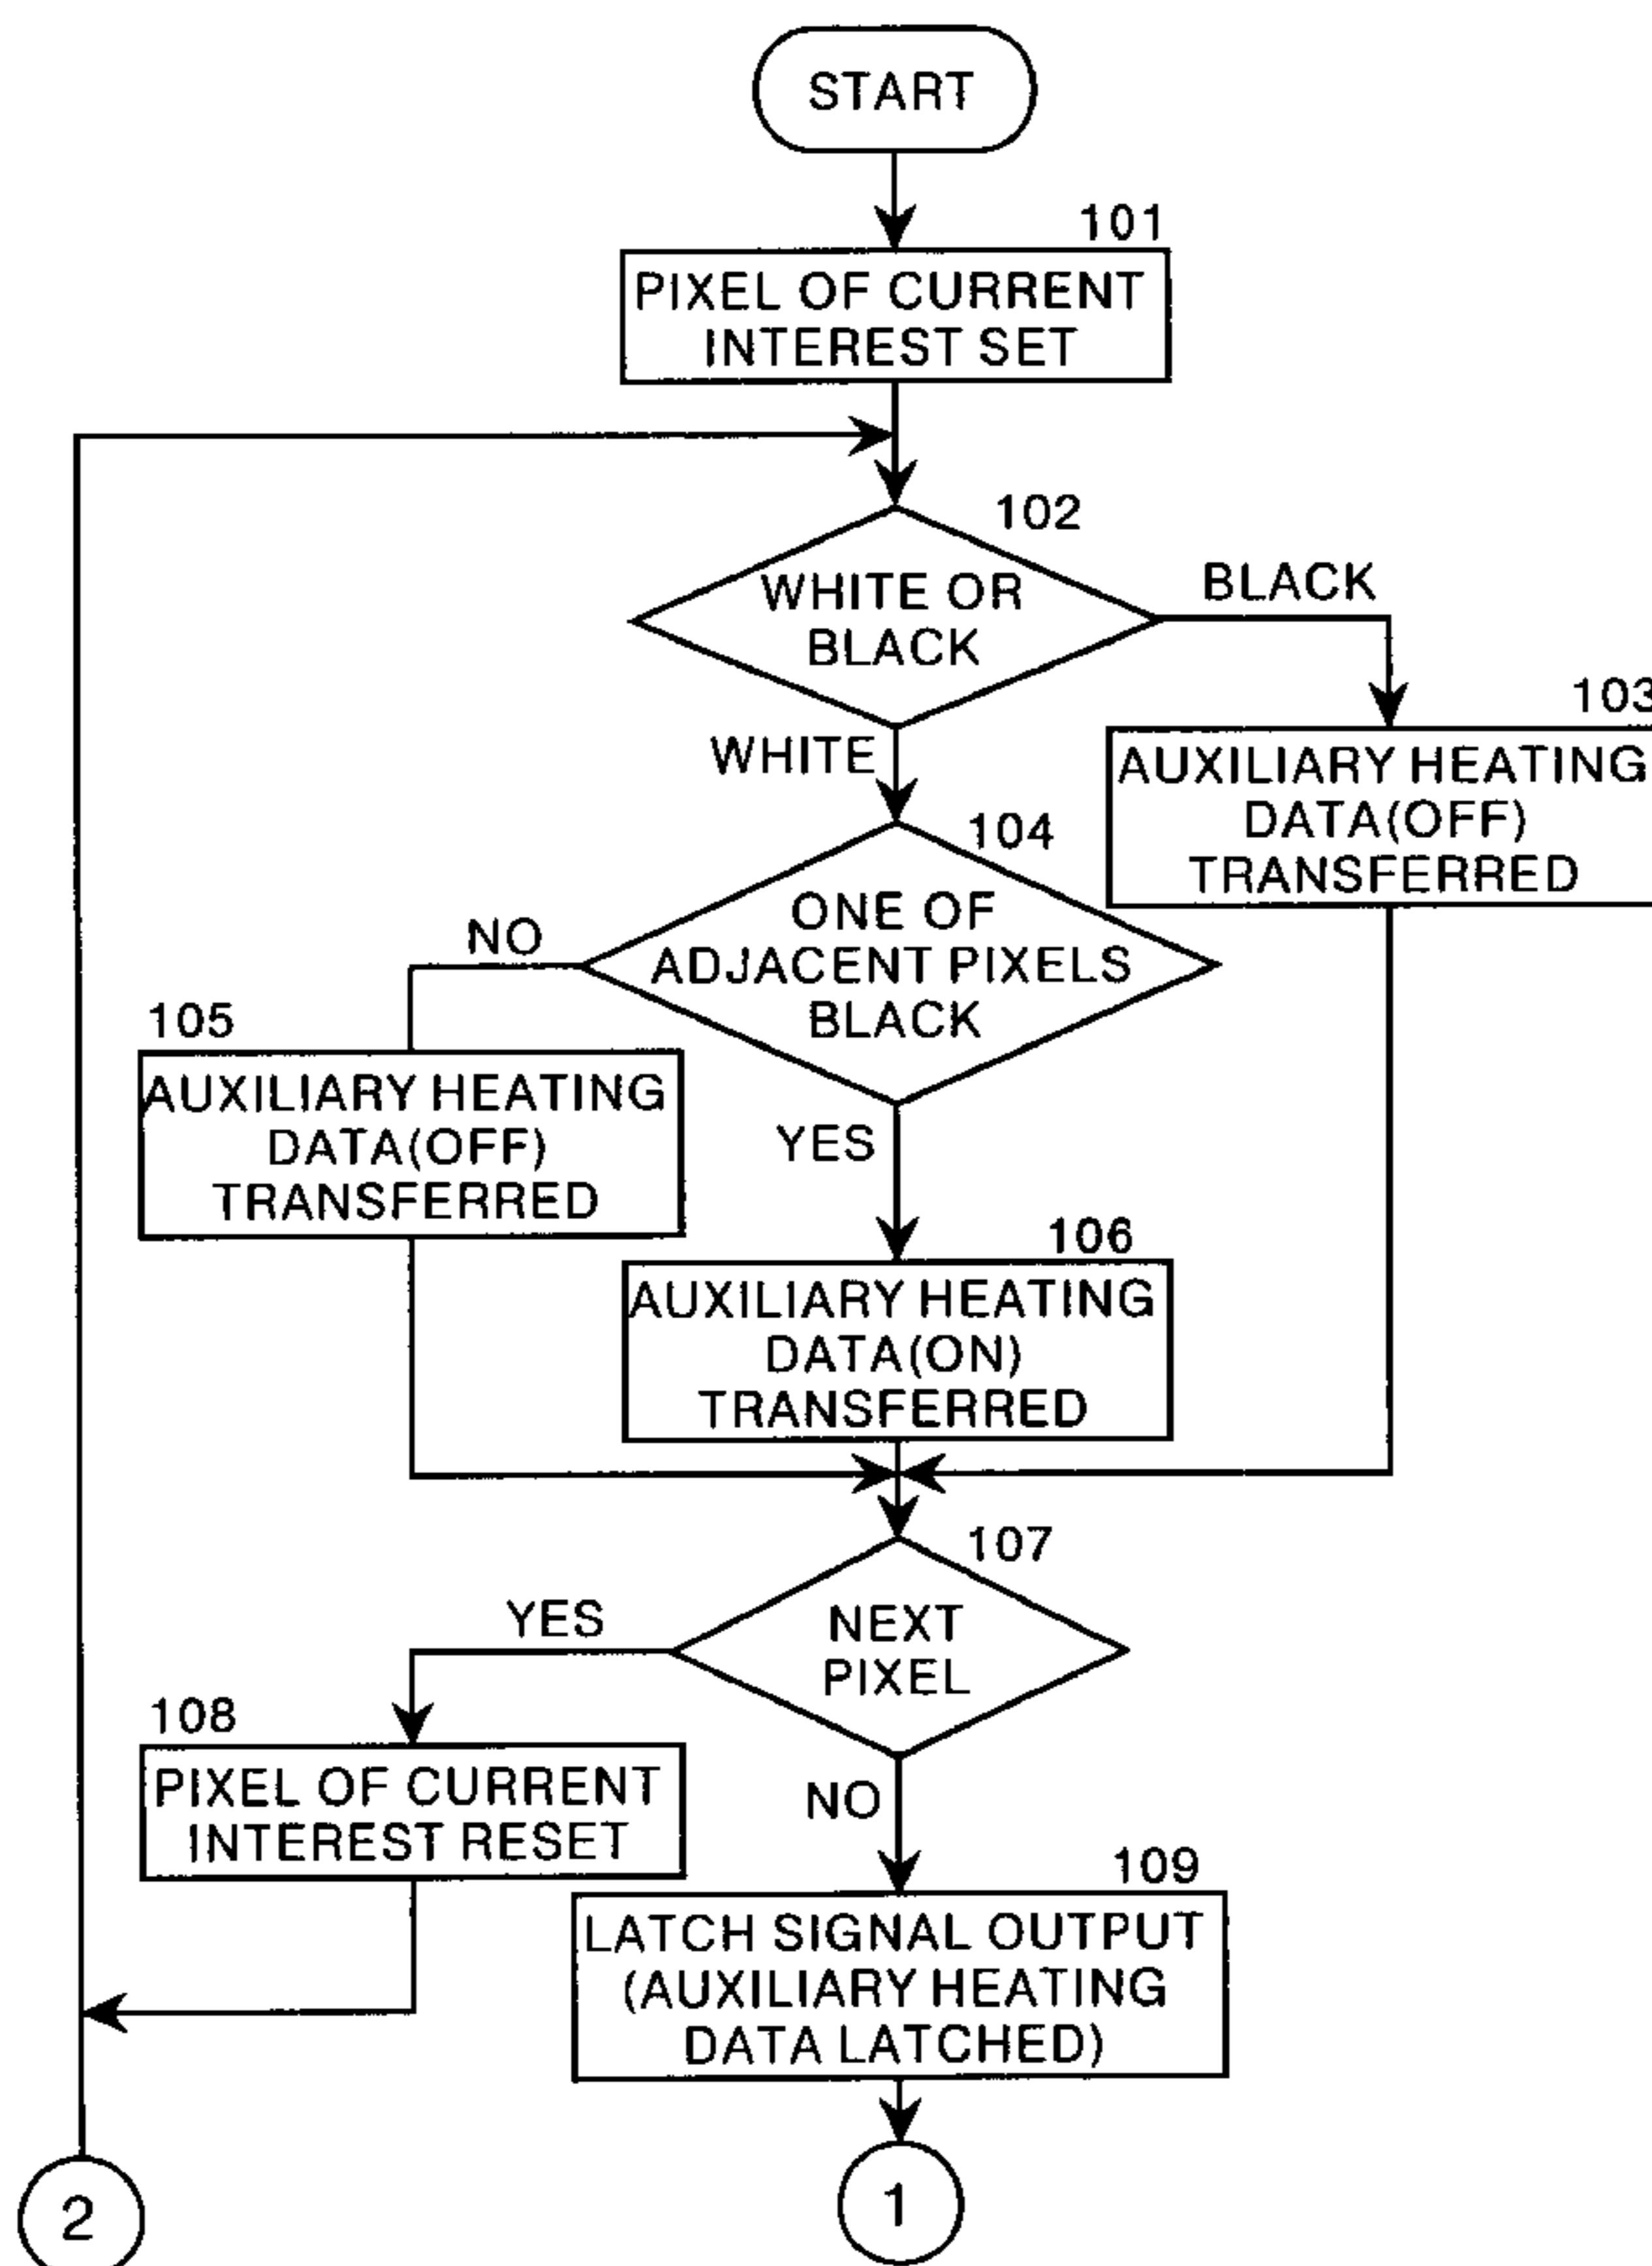 START
101
PIXEL OF CURRENT
INTEREST SET
102
WHITE OR
BLACK
BLACK
WHITE
103
AUXILIARY HEATING
DATA(OFF)
TRANSFERRED
104
ONE OF
ADJACENT PIXELS
BLACK
NO
105
AUXILIARY HEATING
DATA(OFF)
TRANSFERRED
YES
106
AUXILIARY HEATING
DATA(ON)
TRANSFERRED
107
NEXT
PIXEL
YES
108
PIXEL OF CURRENT
INTEREST RESET
NO
109
LATCH SIGNAL OUTPUT
(AUXILIARY HEATING
DATA LATCHED)
2
1